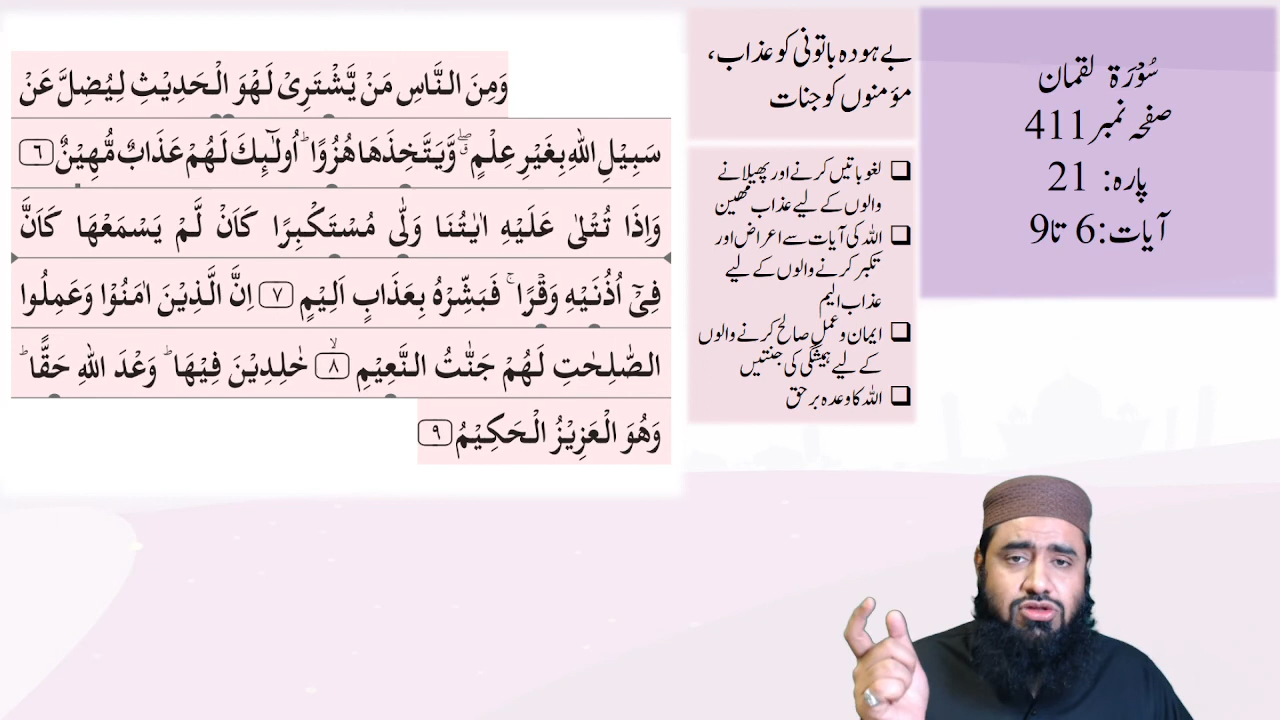 سُوْرَۃ لقمان
صفحہ نمبر 411
پارہ: 21
آیات: 6 تا 9
بے ہودہ باتونی کو عذاب،
مؤمنوں کو جنات
❑ لغو باتیں کرنے اور پھیلانے
والوں کے لیے عذاب مھین
❑ اللہ کی آیات سے اعراض اور
تکبر کرنے والوں کے لیے
عذاب الیم
❑ ایمان و عمل صالح کرنے والوں
کے لیے ہمیشگی کی جنتیں
❑ اللہ کا وعدہ برحق
وَمِنَ النَّاسِ مَنْ يَّشْتَرِیْ لَهْوَ الْحَدِيْثِ لِيُضِلَّ عَنْ
سَبِيْلِ اللّٰهِ بِغَيْرِ عِلْمٍ ۖۗ وَّيَتَّخِذَهَا هُزُوًا ؕ اُولٰٓئِكَ لَهُمْ عَذَابٌ مُّهِيْنٌ ٦
وَاِذَا تُتْلٰى عَلَيْهِ اٰيٰتُنَا وَلّٰى مُسْتَكْبِرًا كَاَنْ لَّمْ يَسْمَعْهَا كَاَنَّ
فِیْۤ اُذُنَيْهِ وَقْرًا ۚ فَبَشِّرْهُ بِعَذَابٍ اَلِيْمٍ ٧ اِنَّ الَّذِيْنَ اٰمَنُوْا وَعَمِلُوا
الصّٰلِحٰتِ لَهُمْ جَنّٰتُ النَّعِيْمِ ۙ ٨ خٰلِدِيْنَ فِيْهَا ؕ وَعْدَ اللّٰهِ حَقًّا ؕ
وَهُوَ الْعَزِيْزُ الْحَكِيْمُ ٩